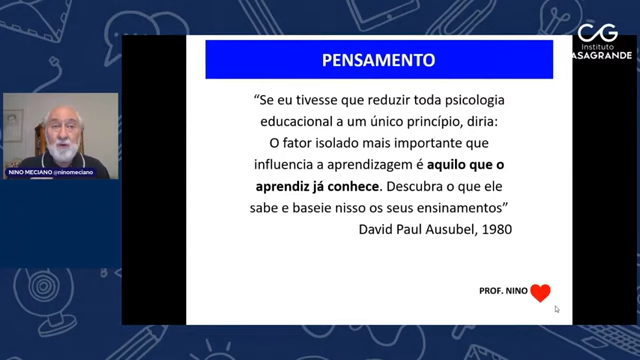 CG
Instituto
ASAGRANDE
PENSAMENTO
“Se eu tivesse que reduzir toda psicologia
educacional a um único princípio, diria:
O fator isolado mais importante que
influencia a aprendizagem é aquilo que o
aprendiz já conhece. Descubra o que ele
sabe e baseie nisso os seus ensinamentos”
David Paul Ausubel, 1980
NINO MECIANO @ninomeciano
PROF. NINO